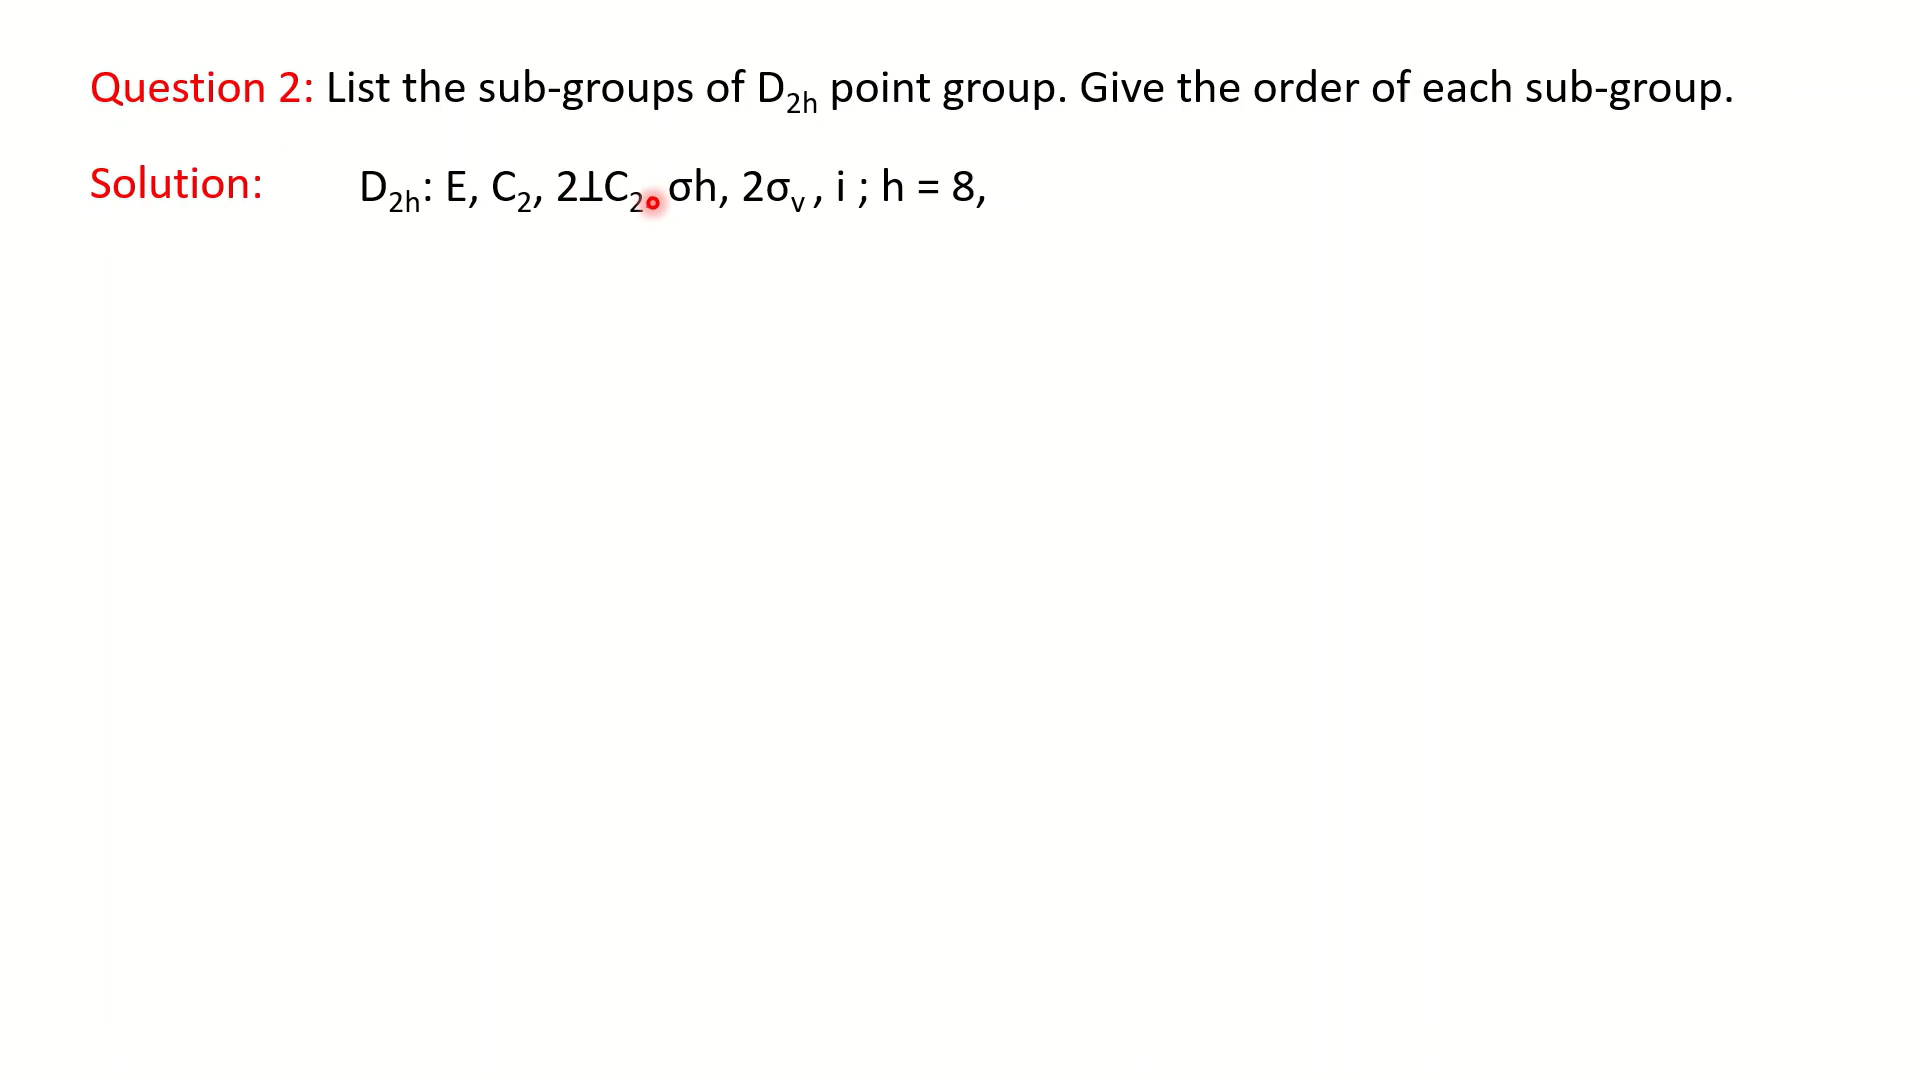 Question 2: List the sub-groups of D₂ₕ point group. Give the order of each sub-group.
Solution: D₂ₕ: E, C₂, 2⊥C₂ σh, 2σᵥ , i ; h = 8,